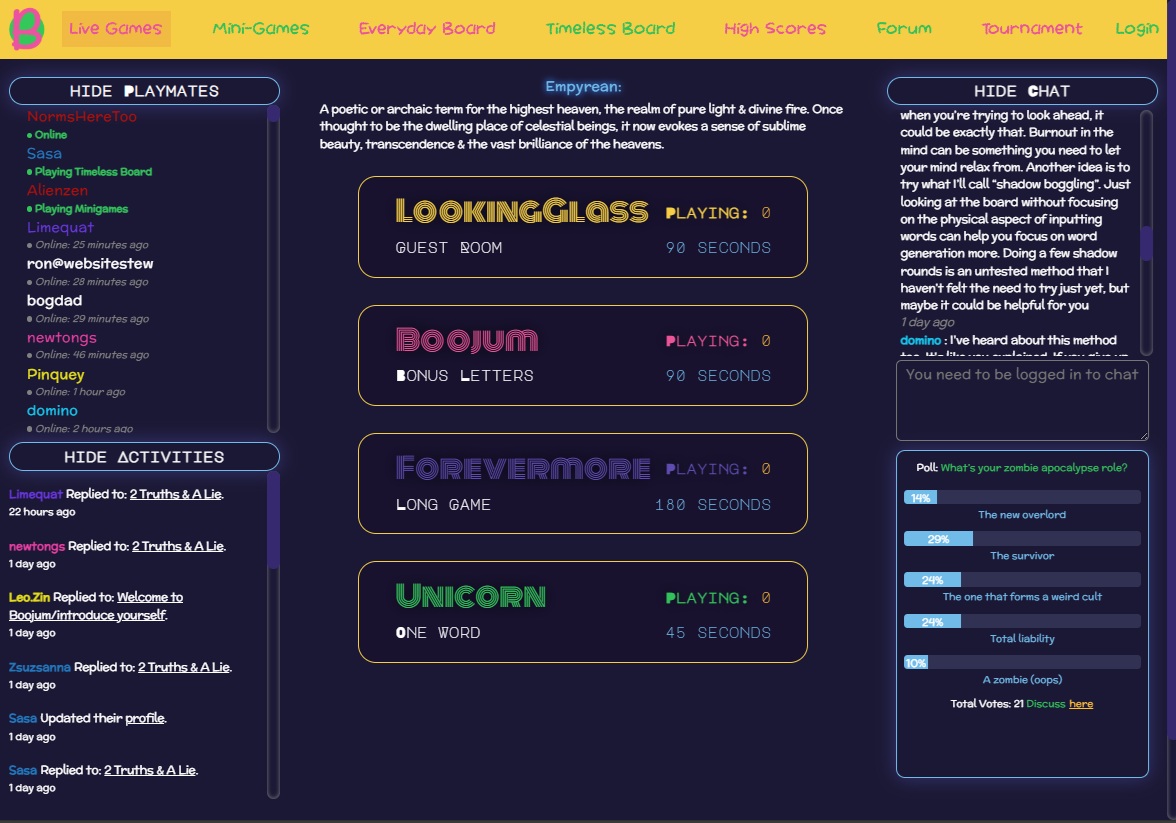 B
Live Games
Mini-Games
Everyday Board
Timeless Board
High Scores
Forum
Tournament
Login
Hide Playmates
NormsHereToo
• Online
Sasa
• Playing Timeless Board
Alienzen
• Playing Minigames
Limequat
• Online: 25 minutes ago
ron@websitestew
• Online: 28 minutes ago
bogdad
• Online: 29 minutes ago
newtongs
• Online: 46 minutes ago
Pinquey
• Online: 1 hour ago
domino
• Online: 2 hours ago
Hide Activities
Limequat Replied to: 2 Truths & A Lie.
22 hours ago
newtongs Replied to: 2 Truths & A Lie.
1 day ago
Leo.Zin Replied to: Welcome to
Boojum/introduce yourself.
1 day ago
Zsuzsanna Replied to: 2 Truths & A Lie.
1 day ago
Sasa Updated their profile.
1 day ago
Sasa Replied to: 2 Truths & A Lie.
1 day ago
Empyrean:
A poetic or archaic term for the highest heaven, the realm of pure light & divine fire. Once
thought to be the dwelling place of celestial beings, it now evokes a sense of sublime
beauty, transcendence & the vast brilliance of the heavens.
LookingGlass Playing: 0
Guest Room 90 seconds
Boojum Playing: 0
Bonus Letters 90 seconds
Forevermore Playing: 0
Long Game 180 seconds
Unicorn Playing: 0
One Word 45 seconds
Hide Chat
when you're trying to look ahead, it
could be exactly that. Burnout in the
mind can be something you need to let
your mind relax from. Another idea is to
try what I'll call "shadow boggling". Just
looking at the board without focusing
on the physical aspect of inputting
words can help you focus on word
generation more. Doing a few shadow
rounds is an untested method that I
haven't felt the need to try just yet, but
maybe it could be helpful for you
1 day ago
domino : I've heard about this method
too. It's like you explained. If you give up
You need to be logged in to chat
Poll: What's your zombie apocalypse role?
14%
The new overlord
29%
The survivor
24%
The one that forms a weird cult
24%
Total liability
10%
A zombie (oops)
Total Votes: 21 Discuss here